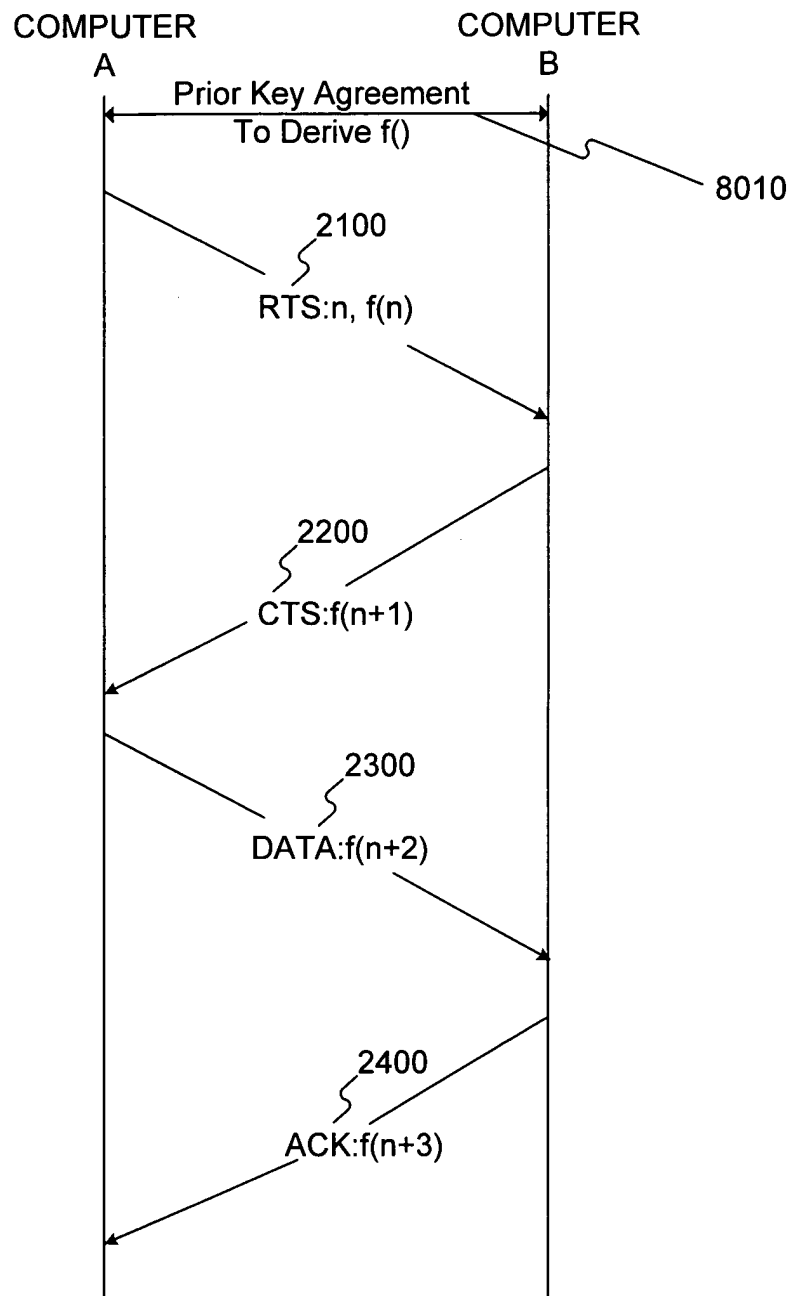 COMPUTER
A
COMPUTER
B
Prior Key Agreement
To Derive f()
8010
2100
RTS:n, f(n)
2200
CTS:f(n+1)
2300
DATA:f(n+2)
2400
ACK:f(n+3)